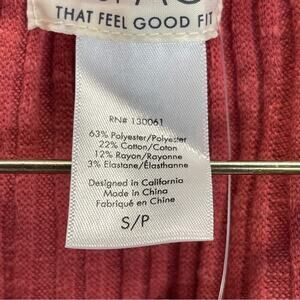 THAT FEEL GOOD FIT
RN# 130061
63% Polyester/Polyester
22% Cotton/Coton
12% Rayon/Rayonne
3% Elastane/Élasthanne
Designed in California
Made in China
Fabriqué en Chine
S/P